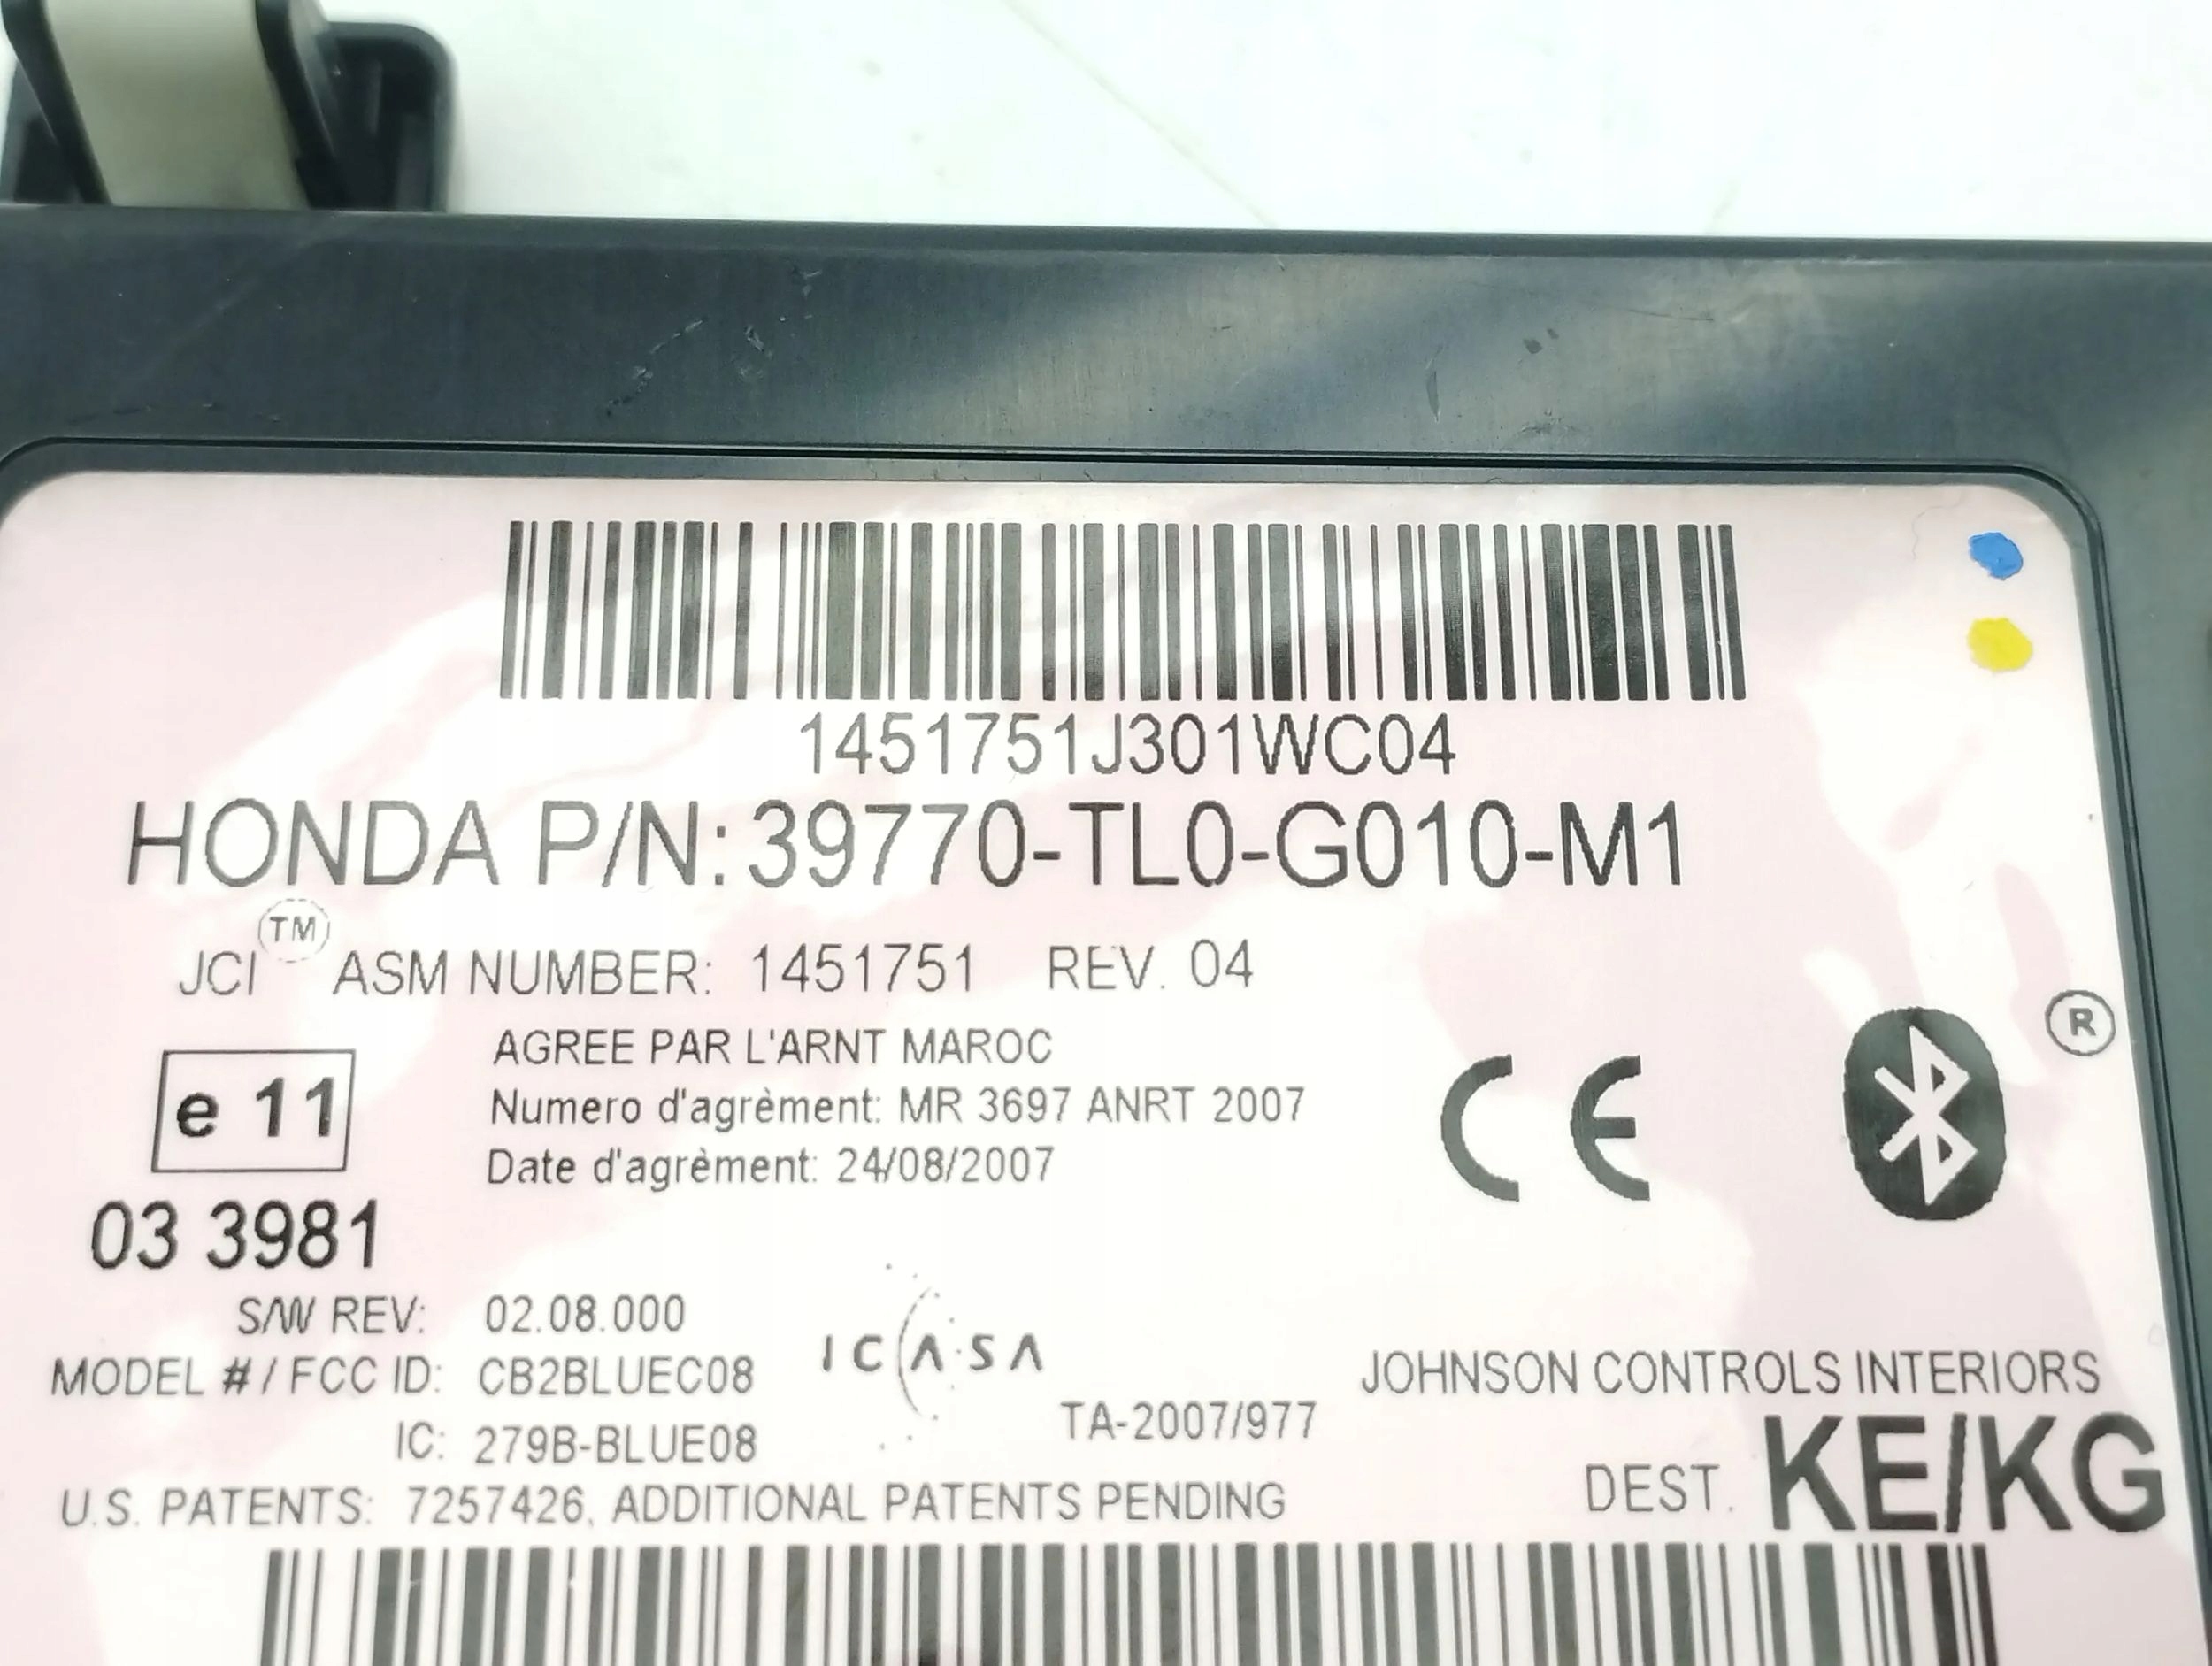 1451751J301WC04
HONDA P/N: 39770-TL0-G010-M1
JCI™ ASM NUMBER: 1451751 REV. 04
e 11
AGREE PAR L'ARNT MAROC
Numero d'agrèment: MR 3697 ANRT 2007
Date d'agrèment: 24/08/2007
CE
®
03 3981
S/W REV: 02.08.000
MODEL # / FCC ID: CB2BLUEC08
ICASA
JOHNSON CONTROLS INTERIORS
IC: 279B-BLUE08
TA-2007/977
DEST. KE/KG
U.S. PATENTS: 7257426, ADDITIONAL PATENTS PENDING